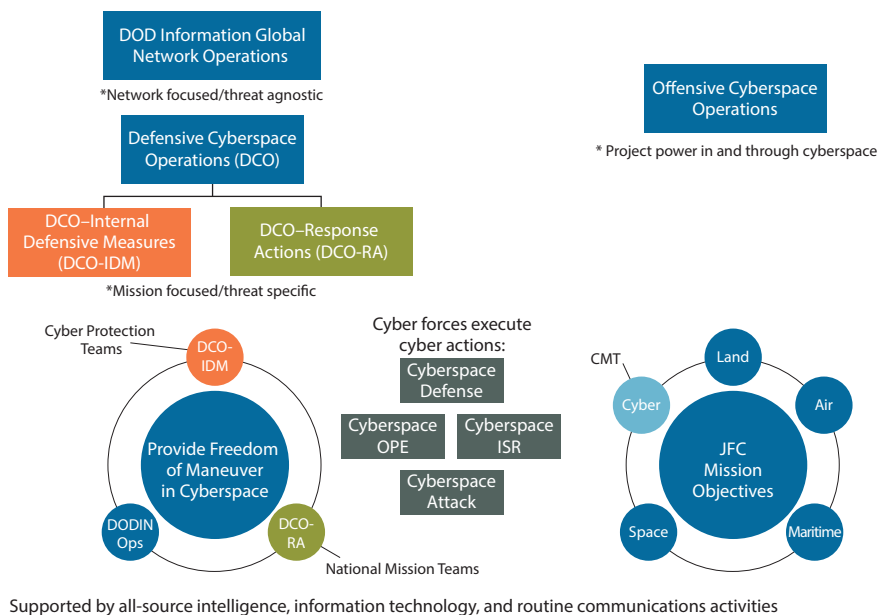 DOD Information Global
Network Operations
*Network focused/threat agnostic
Defensive Cyberspace
Operations (DCO)
DCO–Internal
Defensive Measures
(DCO-IDM)
DCO–Response
Actions (DCO-RA)
*Mission focused/threat specific
Offensive Cyberspace
Operations
* Project power in and through cyberspace
Cyber Protection
Teams
DCO-
IDM
Provide Freedom
of Maneuver
in Cyberspace
DODIN
Ops
DCO-
RA
National Mission Teams
Cyber forces execute
cyber actions:
Cyberspace
Defense
Cyberspace
OPE
Cyberspace
ISR
Cyberspace
Attack
CMT
Land
Cyber
Air
JFC
Mission
Objectives
Space
Maritime
Supported by all-source intelligence, information technology, and routine communications activities